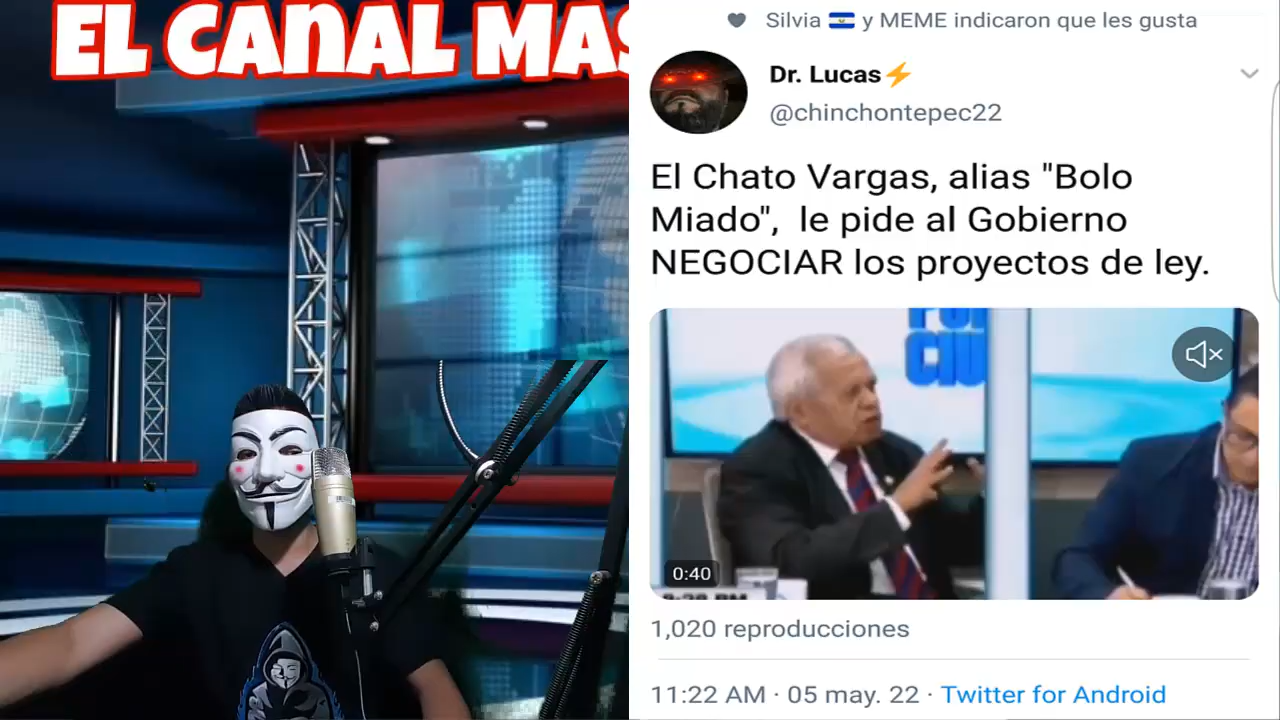 EL CANAL MAS
Silvia 🇸🇻 y MEME indicaron que les gusta
Dr. Lucas⚡
@chinchontepec22
El Chato Vargas, alias "Bolo
Miado", le pide al Gobierno
NEGOCIAR los proyectos de ley.
CIU
0:40
1,020 reproducciones
11:22 AM · 05 may. 22 · Twitter for Android